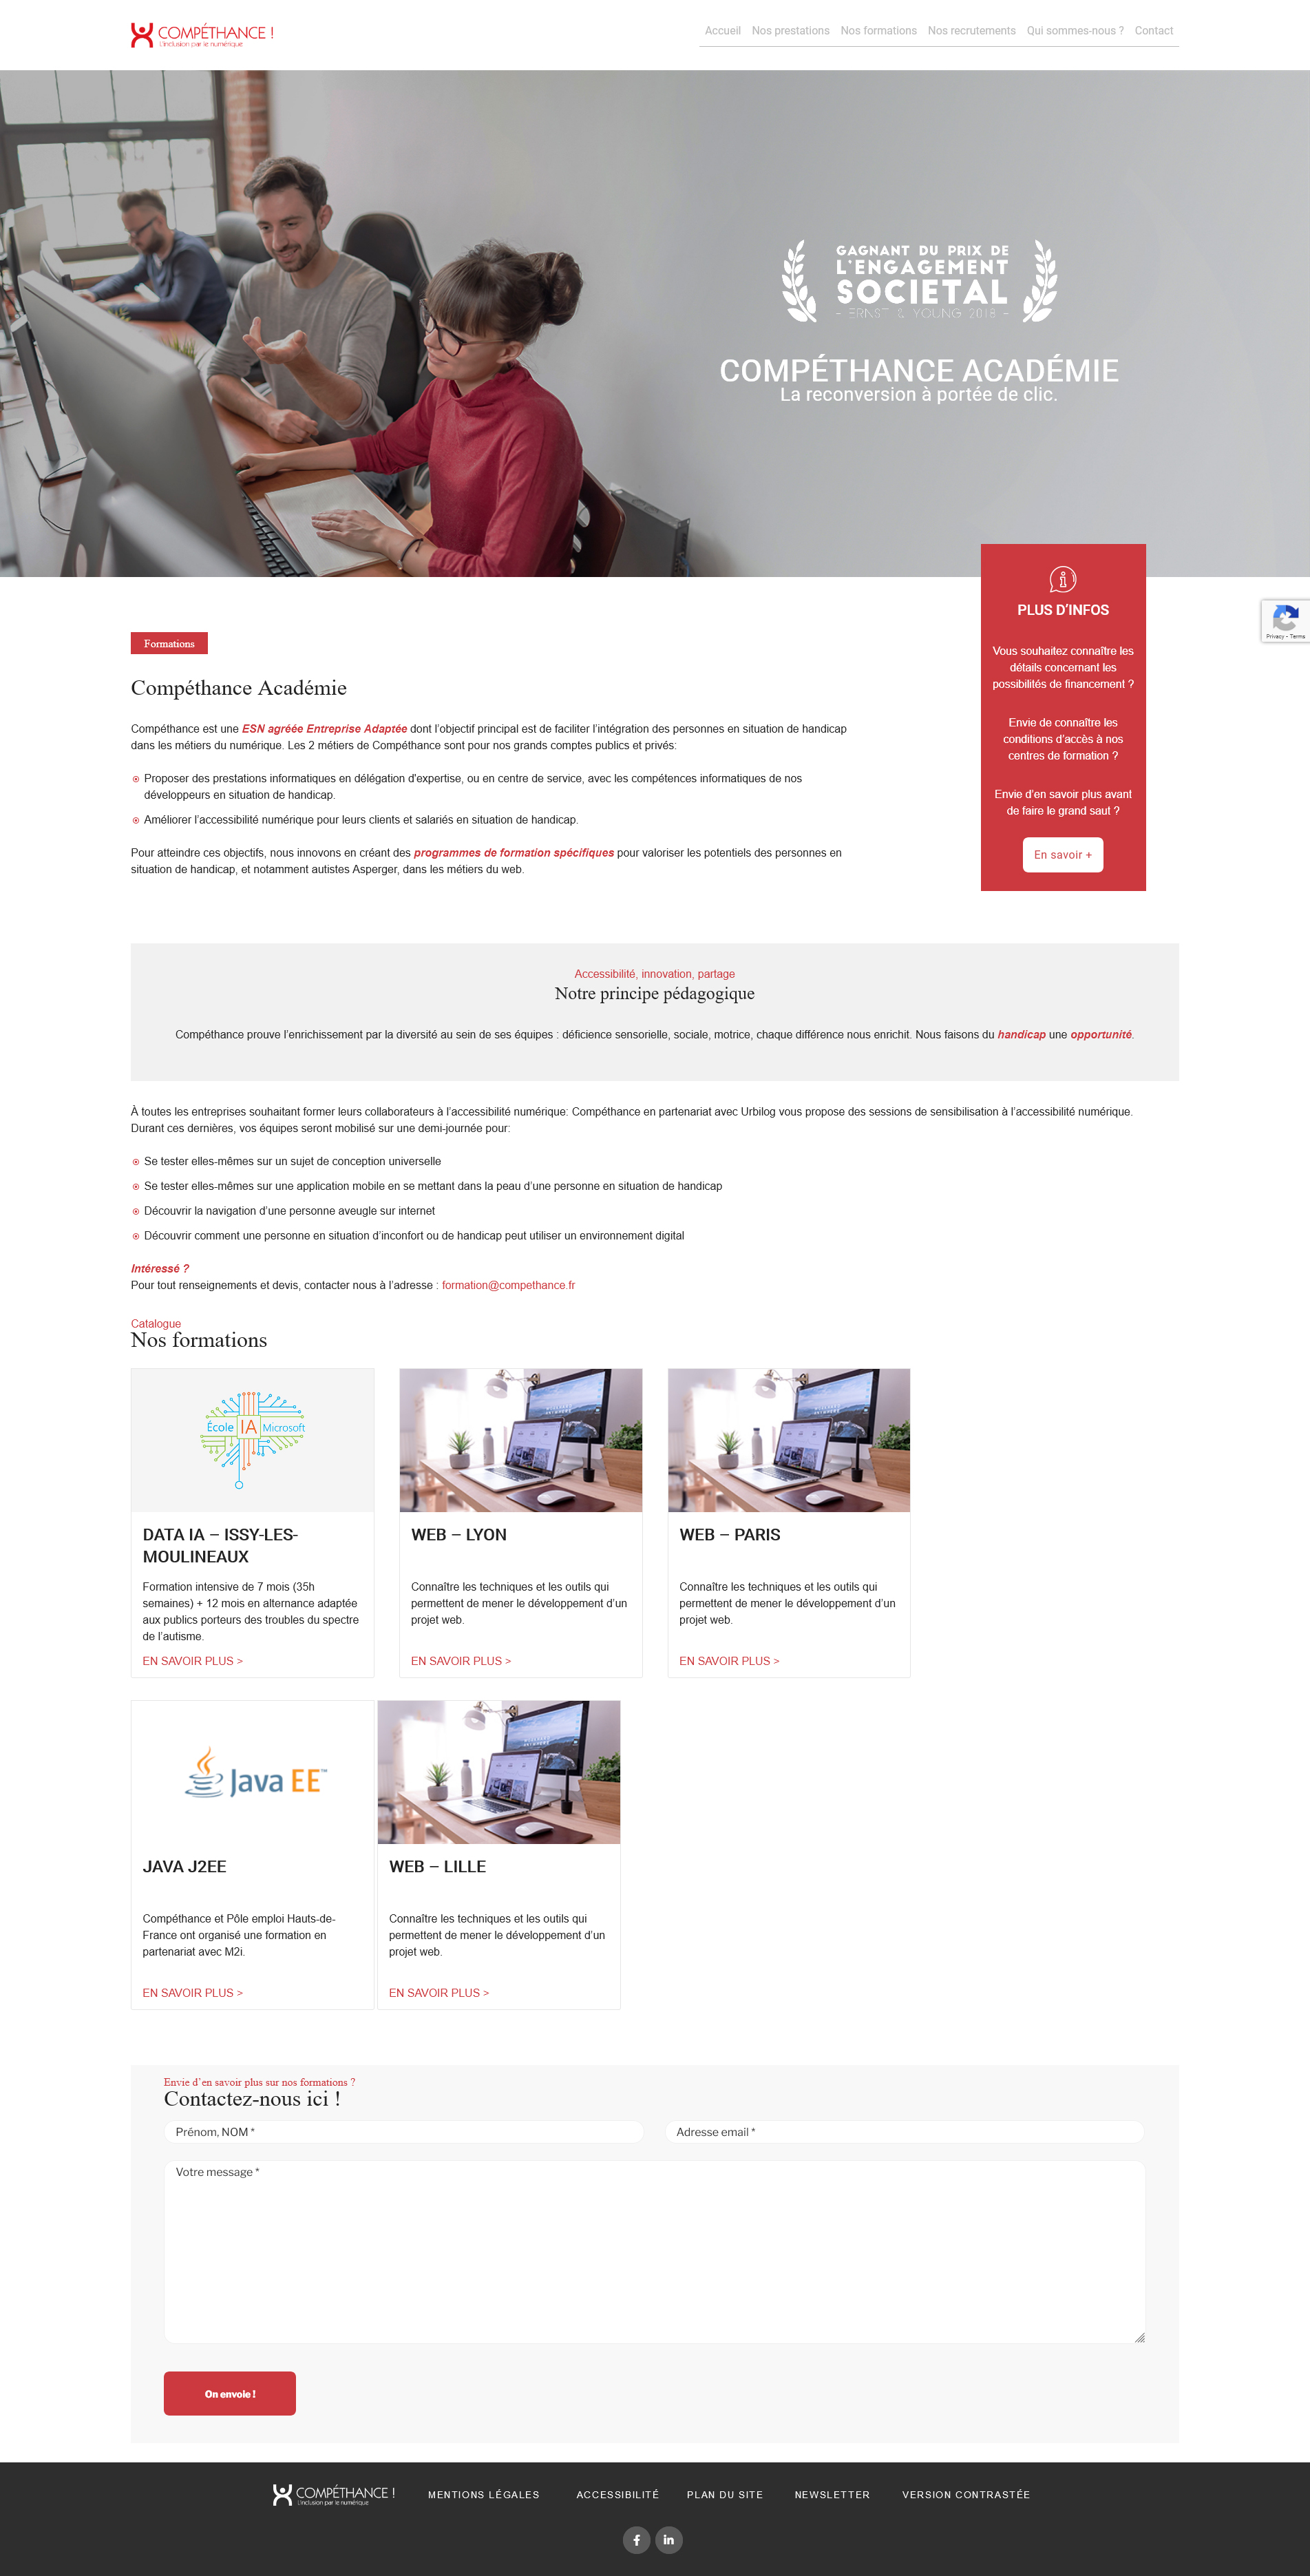 COMPÉTHANCE !
L'inclusion par le numérique
Accueil Nos prestations Nos formations Nos recrutements Qui sommes-nous ? Contact
GAGNANT DU PRIX DE
L'ENGAGEMENT
SOCIETAL
- ERNST & YOUNG 2018 -
COMPÉTHANCE ACADÉMIE
La reconversion à portée de clic.
PLUS D’INFOS
Vous souhaitez connaître les
détails concernant les
possibilités de financement ?
Envie de connaître les
conditions d’accès à nos
centres de formation ?
Envie d’en savoir plus avant
de faire le grand saut ?
En savoir +
Privacy - Terms
Formations
Compéthance Académie
Compéthance est une ESN agréée Entreprise Adaptée dont l’objectif principal est de faciliter l’intégration des personnes en situation de handicap
dans les métiers du numérique. Les 2 métiers de Compéthance sont pour nos grands comptes publics et privés:
Proposer des prestations informatiques en délégation d'expertise, ou en centre de service, avec les compétences informatiques de nos
développeurs en situation de handicap.
Améliorer l’accessibilité numérique pour leurs clients et salariés en situation de handicap.
Pour atteindre ces objectifs, nous innovons en créant des programmes de formation spécifiques pour valoriser les potentiels des personnes en
situation de handicap, et notamment autistes Asperger, dans les métiers du web.
Accessibilité, innovation, partage
Notre principe pédagogique
Compéthance prouve l’enrichissement par la diversité au sein de ses équipes : déficience sensorielle, sociale, motrice, chaque différence nous enrichit. Nous faisons du handicap une opportunité.
À toutes les entreprises souhaitant former leurs collaborateurs à l’accessibilité numérique: Compéthance en partenariat avec Urbilog vous propose des sessions de sensibilisation à l’accessibilité numérique.
Durant ces dernières, vos équipes seront mobilisé sur une demi-journée pour:
Se tester elles-mêmes sur un sujet de conception universelle
Se tester elles-mêmes sur une application mobile en se mettant dans la peau d’une personne en situation de handicap
Découvrir la navigation d’une personne aveugle sur internet
Découvrir comment une personne en situation d’inconfort ou de handicap peut utiliser un environnement digital
Intéressé ?
Pour tout renseignements et devis, contacter nous à l’adresse : formation@compethance.fr
Catalogue
Nos formations
École IA Microsoft
DATA IA – ISSY-LES-
MOULINEAUX
Formation intensive de 7 mois (35h
semaines) + 12 mois en alternance adaptée
aux publics porteurs des troubles du spectre
de l’autisme.
EN SAVOIR PLUS >
WEB – LYON
Connaître les techniques et les outils qui
permettent de mener le développement d’un
projet web.
EN SAVOIR PLUS >
WEB – PARIS
Connaître les techniques et les outils qui
permettent de mener le développement d’un
projet web.
EN SAVOIR PLUS >
Java EE™
JAVA J2EE
Compéthance et Pôle emploi Hauts-de-
France ont organisé une formation en
partenariat avec M2i.
EN SAVOIR PLUS >
WEB – LILLE
Connaître les techniques et les outils qui
permettent de mener le développement d’un
projet web.
EN SAVOIR PLUS >
Envie d’en savoir plus sur nos formations ?
Contactez-nous ici !
Prénom, NOM *
Adresse email *
Votre message *
On envoie !
COMPÉTHANCE !
L'inclusion par le numérique
MENTIONS LÉGALES ACCESSIBILITÉ PLAN DU SITE NEWSLETTER VERSION CONTRASTÉE